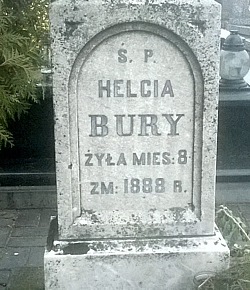 Ś. P.
HELCIA
BURY
ŻYŁA MIES: 8
ZM: 1888 R.